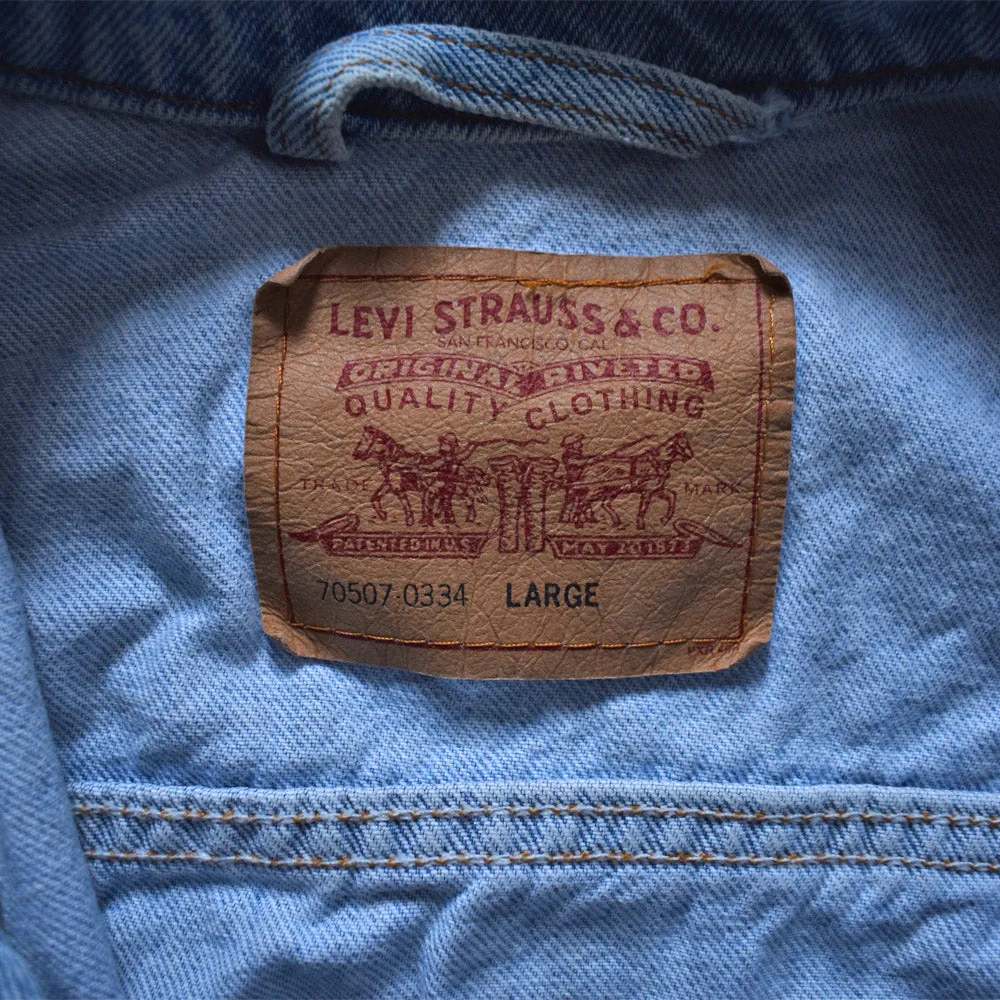 LEVI STRAUSS & CO.
SAN FRANCISCO, CAL
ORIGINAL RIVETED
QUALITY CLOTHING
TRADE MARK
PATENTED IN U.S. MAY 20 1873
70507-0334 LARGE